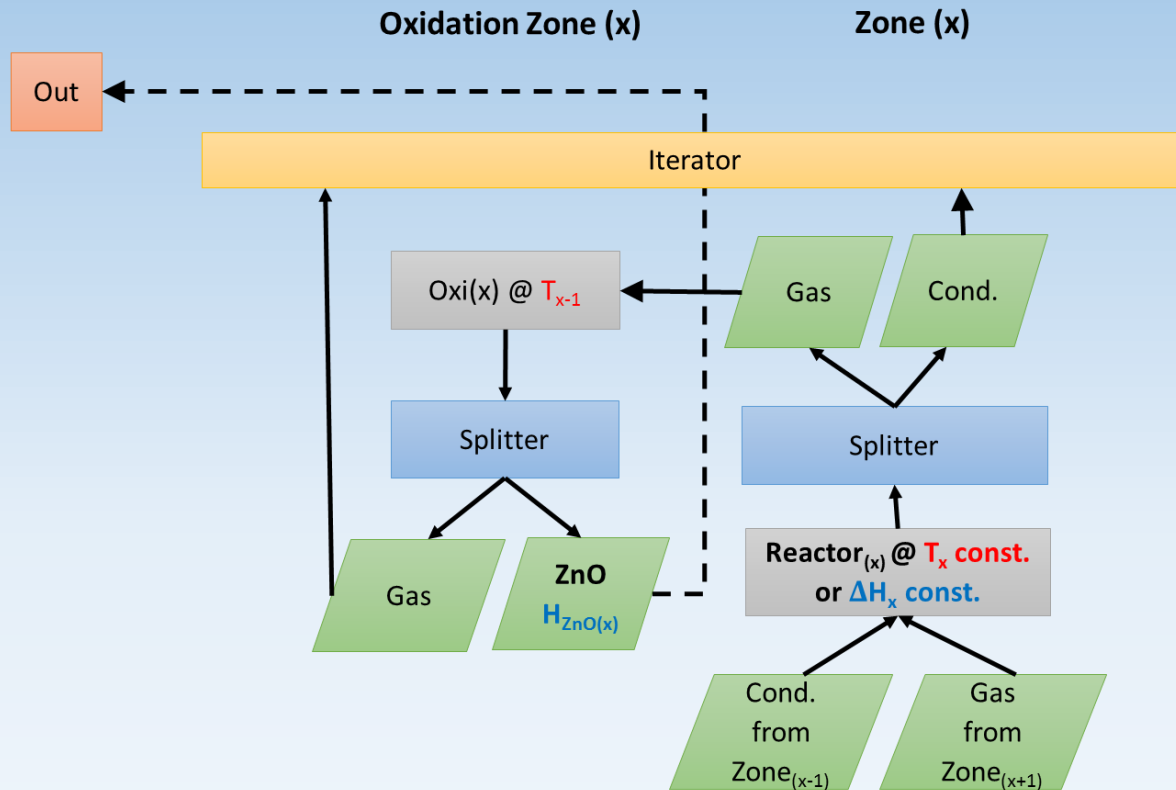 Oxidation Zone (x)
Zone (x)
Out
Iterator
Oxi(x) @ Tx-1
Gas
Cond.
Splitter
Splitter
Gas
ZnO
HZnO(x)
Reactor(x) @ Tx const.
or ΔHx const.
Cond.
from
Zone(x-1)
Gas
from
Zone(x+1)